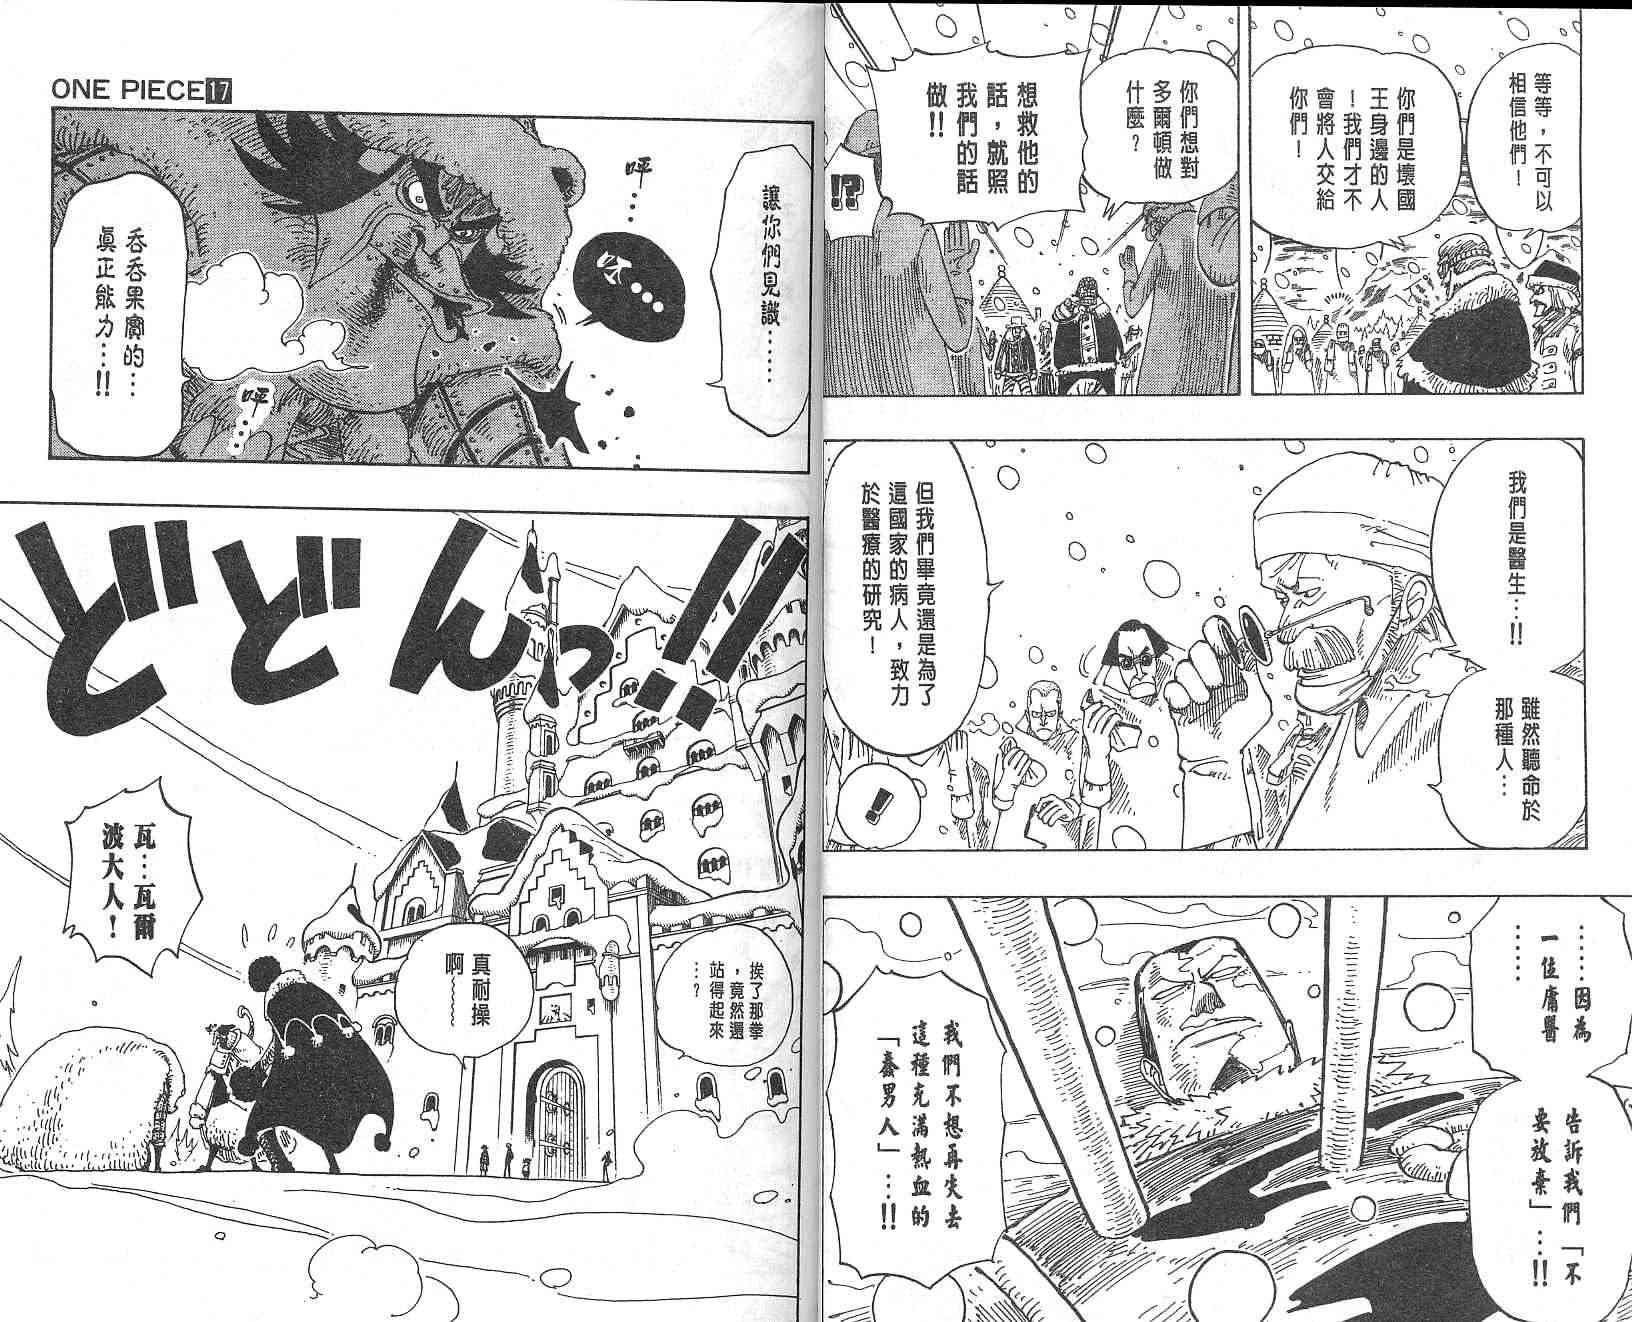 等等，不可以
相信他們！
你們是壞國
王身邊的人
！我們才不
會將人交給
你們！
你們想對
多爾頓做
什麼？
想救他的
話，就照
我們的話
做!!
!?
我們是醫生…!!
雖然聽命於
那種人…
但我們畢竟還是為了
這國家的病人，致力
於醫療的研究！
!
……因為
一位庸醫
……
告訴我們「不
要放棄」…!!
我們不想再失去
這種充滿熱血的
「蠢男人」…!!
ONE PIECE 17
讓你們見識……
呯…
呯…
吞吞果實的…
真正能力…!!
どどんっ!!
挨了那拳
，竟然還
站得起來
…？
真耐操
啊~~
瓦…瓦爾
波大人！